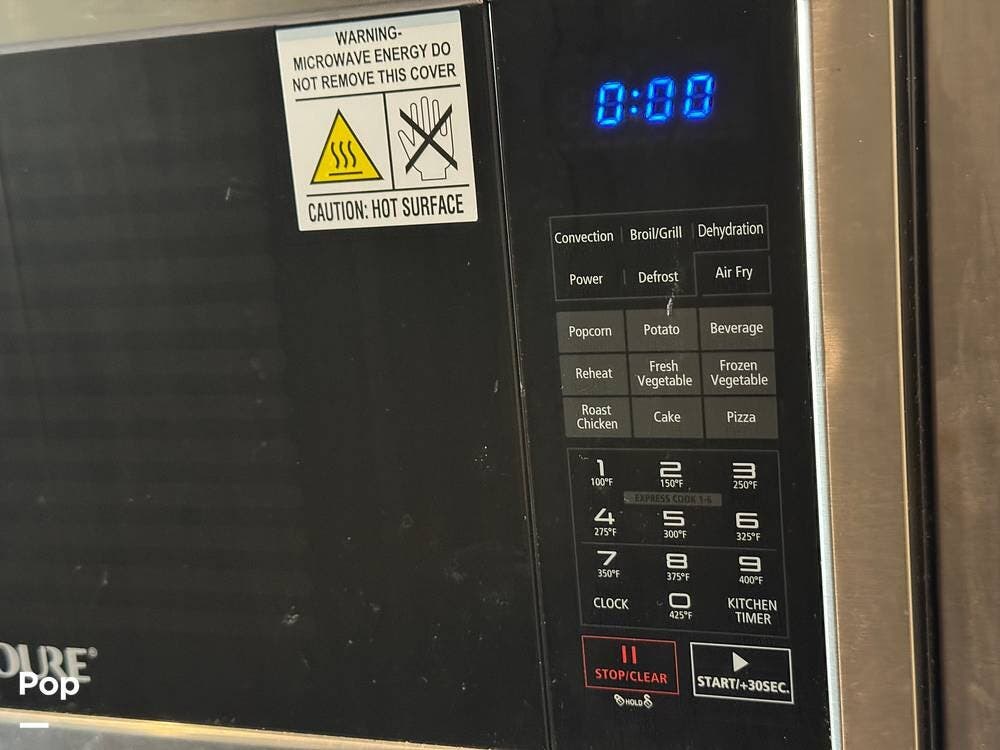 WARNING-
MICROWAVE ENERGY DO
NOT REMOVE THIS COVER
CAUTION: HOT SURFACE
0:00
Convection Broil/Grill Dehydration
Power Defrost Air Fry
Popcorn Potato Beverage
Reheat Fresh Vegetable Frozen Vegetable
Roast Chicken Cake Pizza
1 2 3
100°F 150°F 250°F
EXPRESS COOK 1-6
4 5 6
275°F 300°F 325°F
7 8 9
350°F 375°F 400°F
CLOCK 0 KITCHEN TIMER
425°F
STOP/CLEAR START/+30SEC.
HOLD
Pop